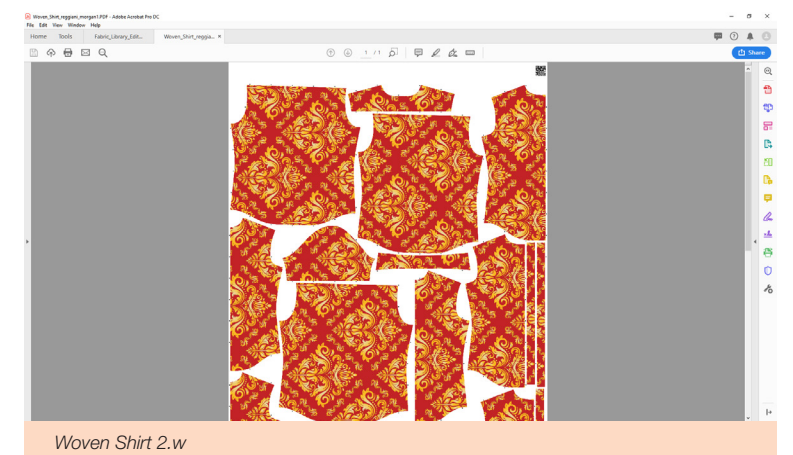 Woven_Shirt_reggiani_morgan1.PDF - Adobe Acrobat Pro DC
File Edit View Window Help
Home Tools Fabric_Library_Edit... Woven_Shirt_reggia... ×
1 / 1
Share
Woven Shirt 2.w